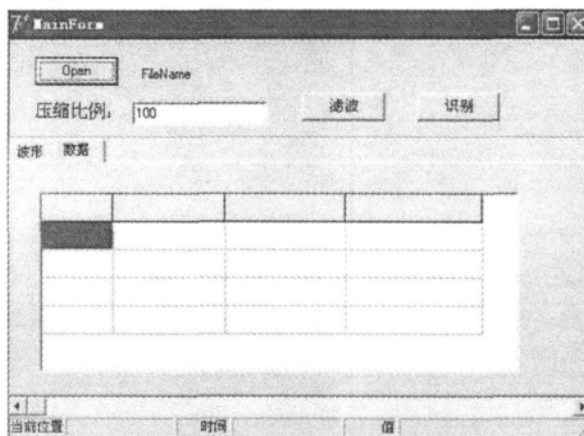 MainForm
Open FileName
压缩比例： 100 滤波 识别
波形 数据
当前位置 时间 值